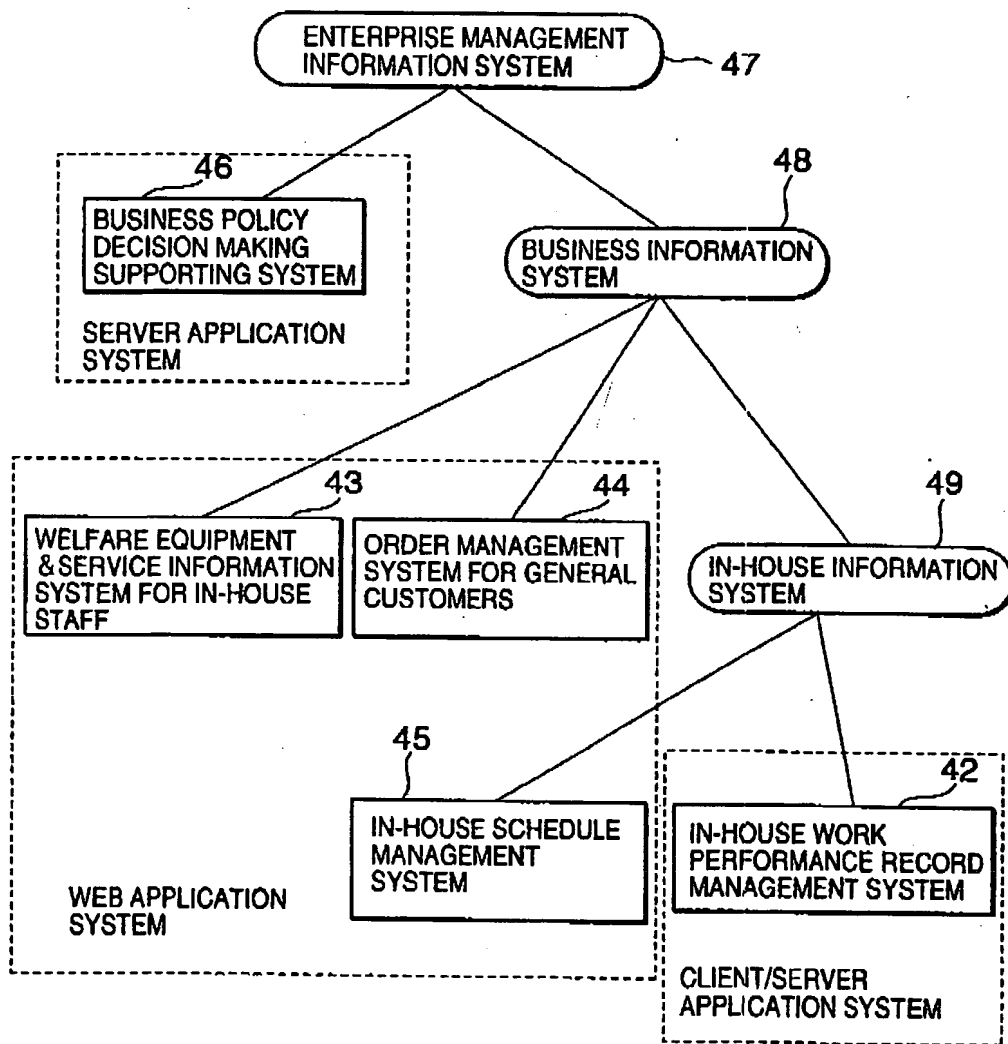 ENTERPRISE MANAGEMENT
INFORMATION SYSTEM
47
46
BUSINESS POLICY
DECISION MAKING
SUPPORTING SYSTEM
SERVER APPLICATION
SYSTEM
48
BUSINESS INFORMATION
SYSTEM
43
WELFARE EQUIPMENT
& SERVICE INFORMATION
SYSTEM FOR IN-HOUSE
STAFF
44
ORDER MANAGEMENT
SYSTEM FOR GENERAL
CUSTOMERS
49
IN-HOUSE INFORMATION
SYSTEM
45
IN-HOUSE SCHEDULE
MANAGEMENT
SYSTEM
WEB APPLICATION
SYSTEM
42
IN-HOUSE WORK
PERFORMANCE RECORD
MANAGEMENT SYSTEM
CLIENT/SERVER
APPLICATION SYSTEM